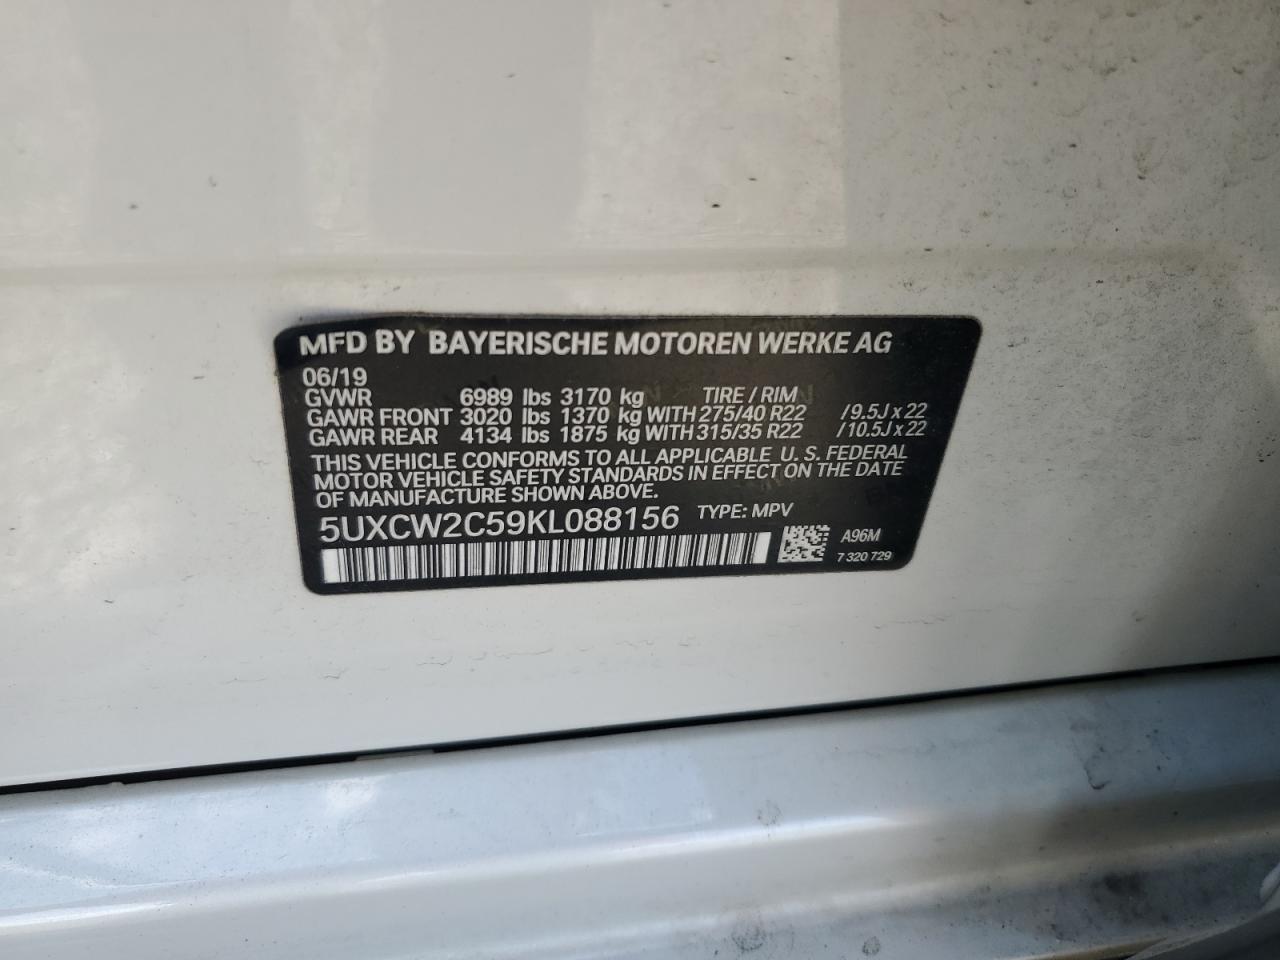 MFD BY BAYERISCHE MOTOREN WERKE AG
06/19
GVWR 6989 lbs 3170 kg TIRE / RIM
GAWR FRONT 3020 lbs 1370 kg WITH 275/40 R22 /9.5J x 22
GAWR REAR 4134 lbs 1875 kg WITH 315/35 R22 /10.5J x 22
THIS VEHICLE CONFORMS TO ALL APPLICABLE U. S. FEDERAL
MOTOR VEHICLE SAFETY STANDARDS IN EFFECT ON THE DATE
OF MANUFACTURE SHOWN ABOVE.
5UXCW2C59KL088156 TYPE: MPV
A96M
7 320 729